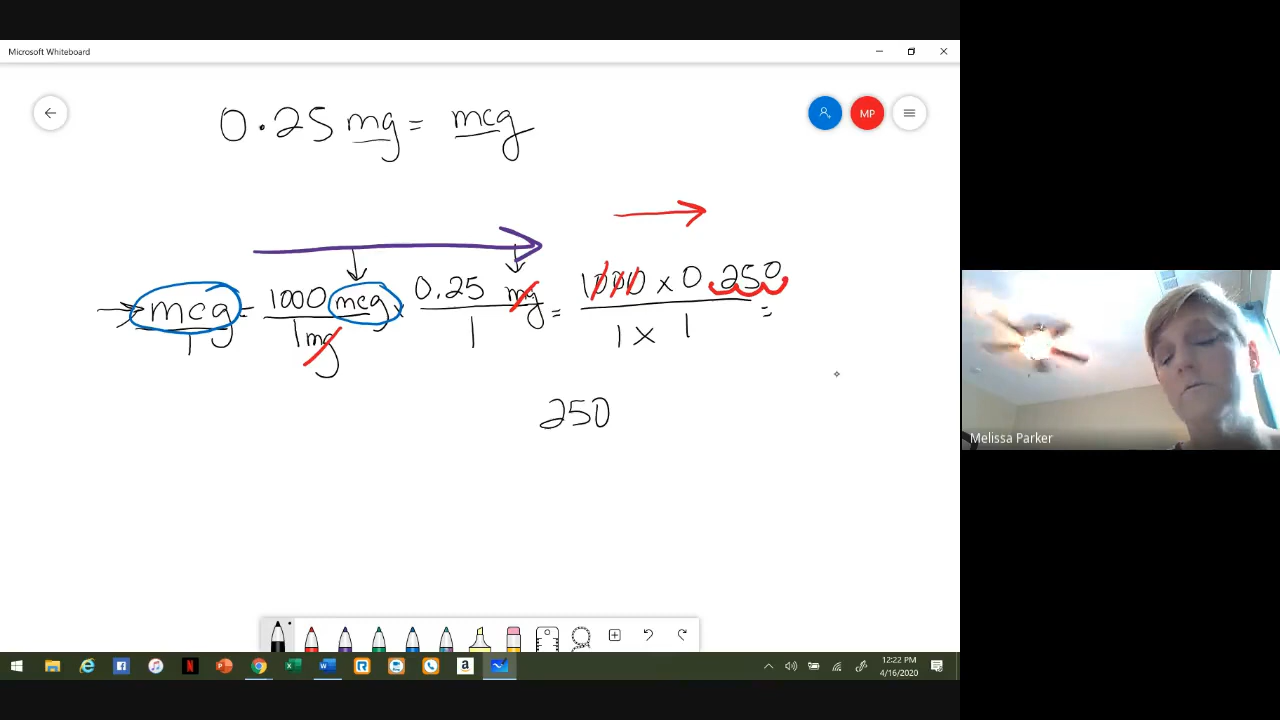 Microsoft Whiteboard
MP
0.25 mg = mcg
mcg = 1000 mcg x 0.25 mg = 1000 x 0.250 =
1 1mg 1 1 x 1
250
Melissa Parker
12:22 PM
4/16/2020